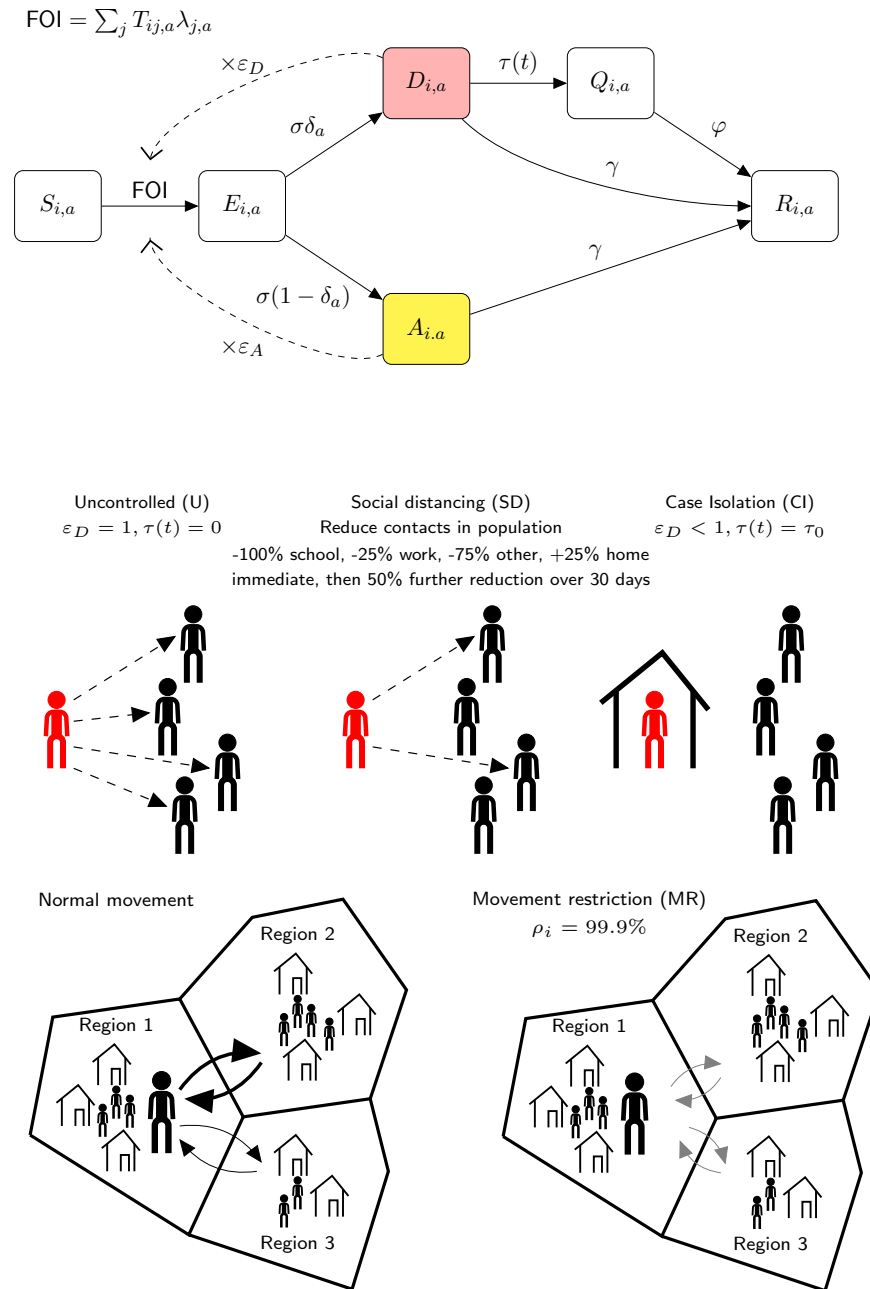 FOI = ∑_j T_{ij,a} λ_{j,a}
×ε_D
D_{i,a}
τ(t)
Q_{i,a}
σδ_a
φ
S_{i,a}
FOI
E_{i,a}
γ
R_{i,a}
σ(1 − δ_a)
γ
×ε_A
A_{i.a}
Uncontrolled (U)
ε_D = 1, τ(t) = 0
Social distancing (SD)
Reduce contacts in population
-100% school, -25% work, -75% other, +25% home
immediate, then 50% further reduction over 30 days
Case Isolation (CI)
ε_D < 1, τ(t) = τ_0
Normal movement
Region 2
Region 1
Region 3
Movement restriction (MR)
ρ_i = 99.9%
Region 2
Region 1
Region 3